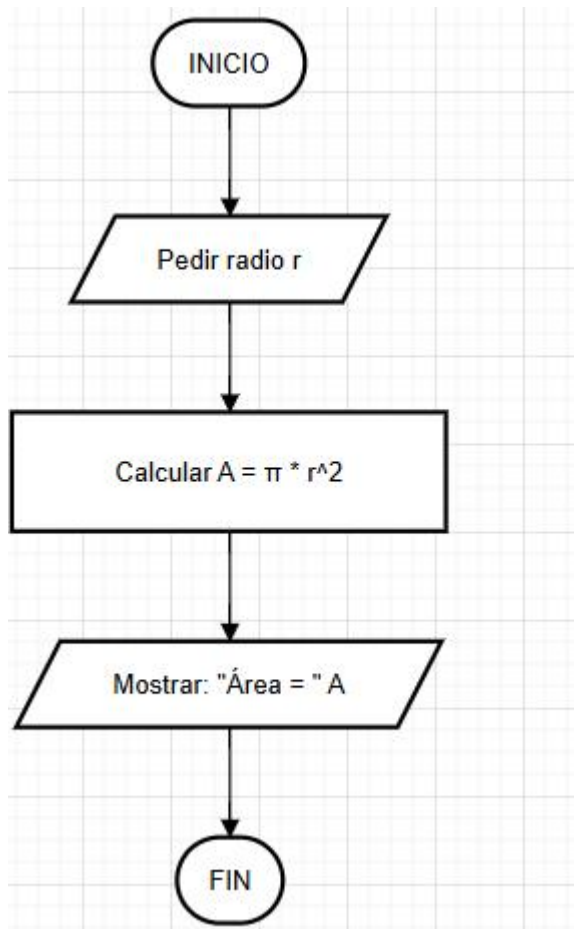 INICIO
Pedir radio r
Calcular A = π * r^2
Mostrar: "Área = " A
FIN